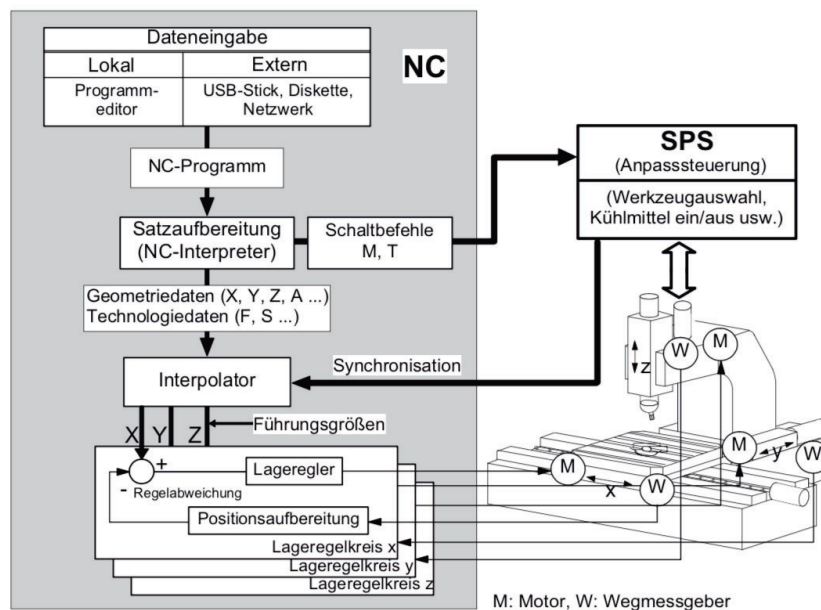 Dateneingabe
Lokal
Extern
NC
Programm-
editor
USB-Stick, Diskette,
Netzwerk
NC-Programm
SPS
(Anpasssteuerung)
(Werkzeugauswahl,
Kühlmittel ein/aus usw.)
Satzaufbereitung
(NC-Interpreter)
Schaltbefehle
M, T
Geometriedaten (X, Y, Z, A ...)
Technologiedaten (F, S ...)
Synchronisation
Interpolator
Führungsgrößen
X
Y
Z
+
-
Regelabweichung
Lageregler
Positionsaufbereitung
Lageregelkreis x
Lageregelkreis y
Lageregelkreis z
z
W
M
M
x
W
M
y
W
M: Motor, W: Wegmessgeber